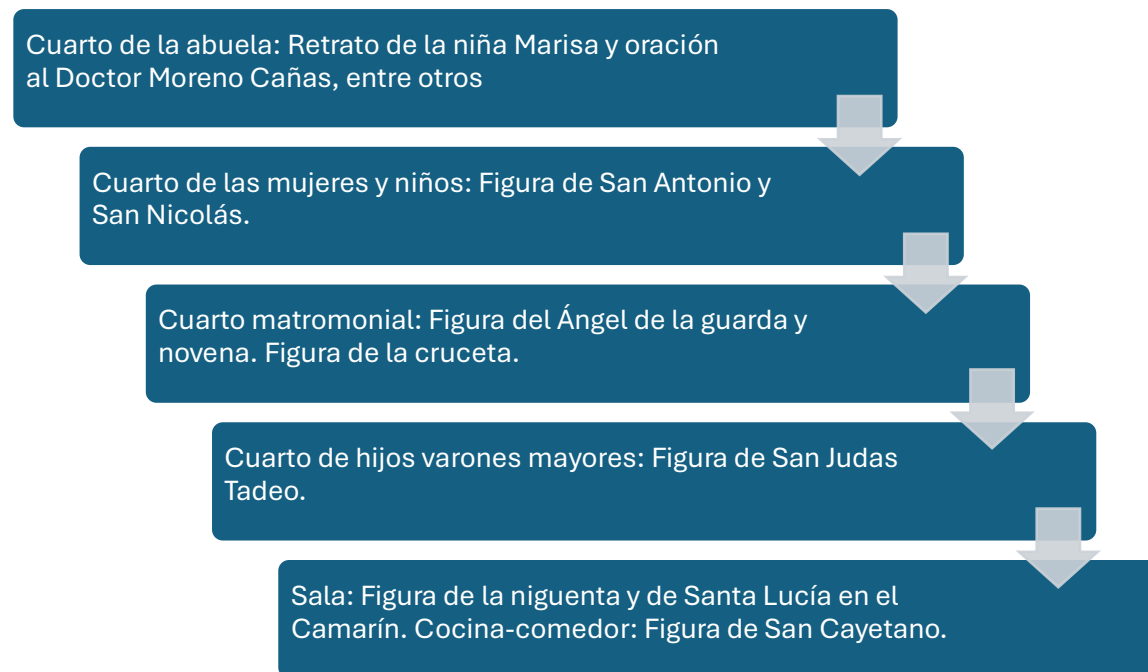 Cuarto de la abuela: Retrato de la niña Marisa y oración
al Doctor Moreno Cañas, entre otros
Cuarto de las mujeres y niños: Figura de San Antonio y
San Nicolás.
Cuarto matromonial: Figura del Ángel de la guarda y
novena. Figura de la cruceta.
Cuarto de hijos varones mayores: Figura de San Judas
Tadeo.
Sala: Figura de la niguenta y de Santa Lucía en el
Camarín. Cocina-comedor: Figura de San Cayetano.